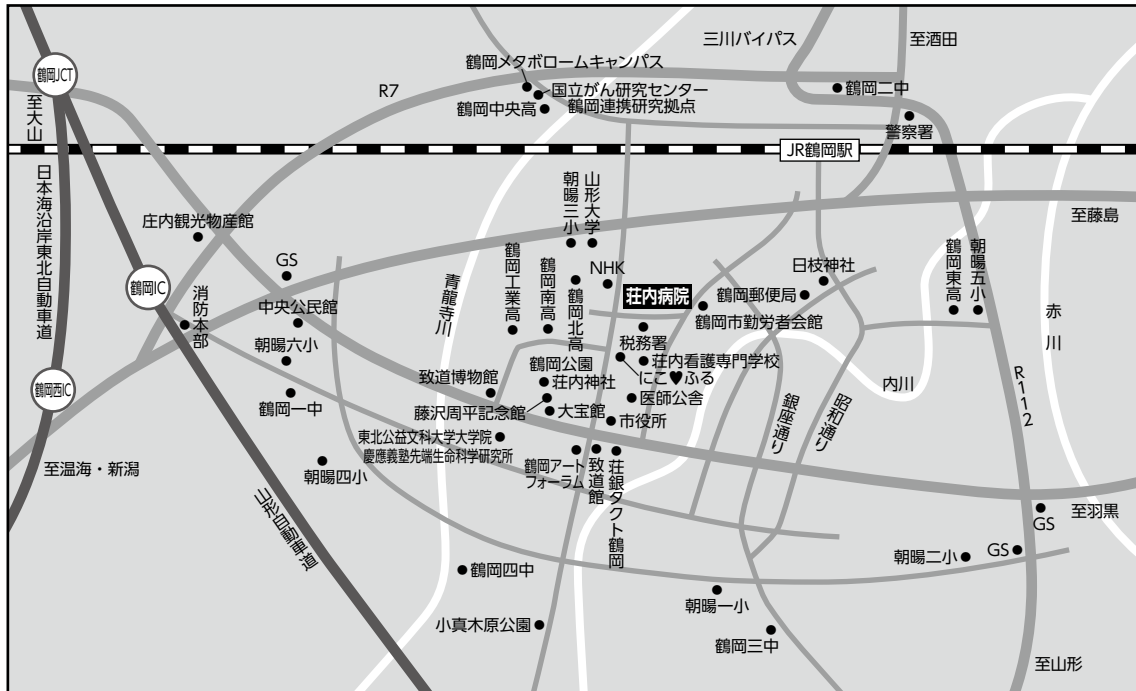 三川バイパス
至酒田
鶴岡メタボロームキャンパス
鶴岡JCT
国立がん研究センター
鶴岡連携研究拠点
鶴岡二中
R7
鶴岡中央高
至大山
警察署
JR鶴岡駅
日本海沿岸東北自動車道
朝暘三小
山形大学
至藤島
庄内観光物産館
GS
NHK
日枝神社
鶴岡東高
朝暘五小
鶴岡IC
消防本部
中央公民館
青龍寺川
鶴岡工業高
鶴岡南高
鶴岡北高
荘内病院
鶴岡郵便局
鶴岡市勤労者会館
赤川
朝暘六小
税務署
荘内看護専門学校
にこ♥ふる
鶴岡公園
荘内神社
致道博物館
内川
R112
鶴岡西IC
鶴岡一中
藤沢周平記念館
大宝館
医師公舎
市役所
銀座通り
昭和通り
東北公益文科大学大学院
慶應義塾先端生命科学研究所
至温海・新潟
朝暘四小
鶴岡アート
フォーラム
致道館
荘銀タクト鶴岡
山形自動車道
至羽黒
GS
GS
朝暘二小
鶴岡四中
朝暘一小
小真木原公園
鶴岡三中
至山形